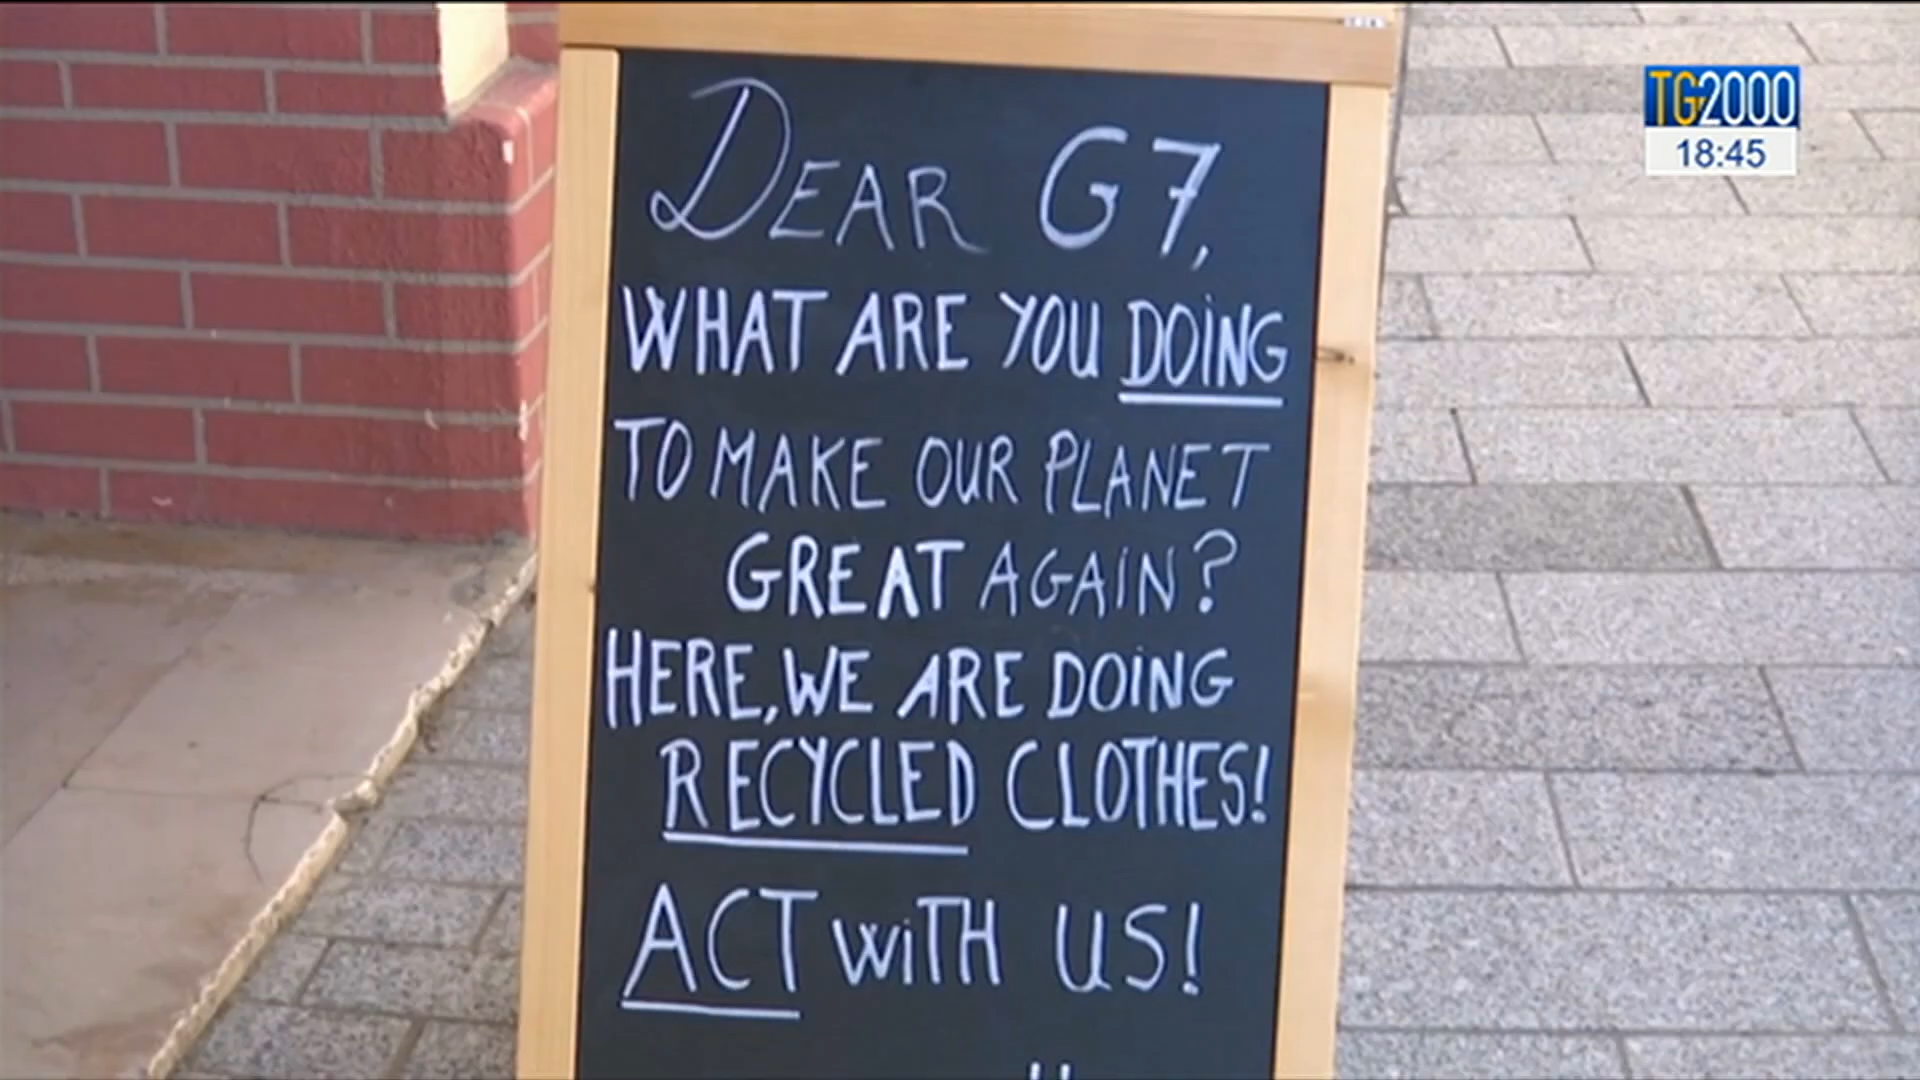 TG2000
18:45
DEAR G7,
WHAT ARE YOU DOING
TO MAKE OUR PLANET
GREAT AGAIN?
HERE, WE ARE DOING
RECYCLED CLOTHES!
ACT WITH US!